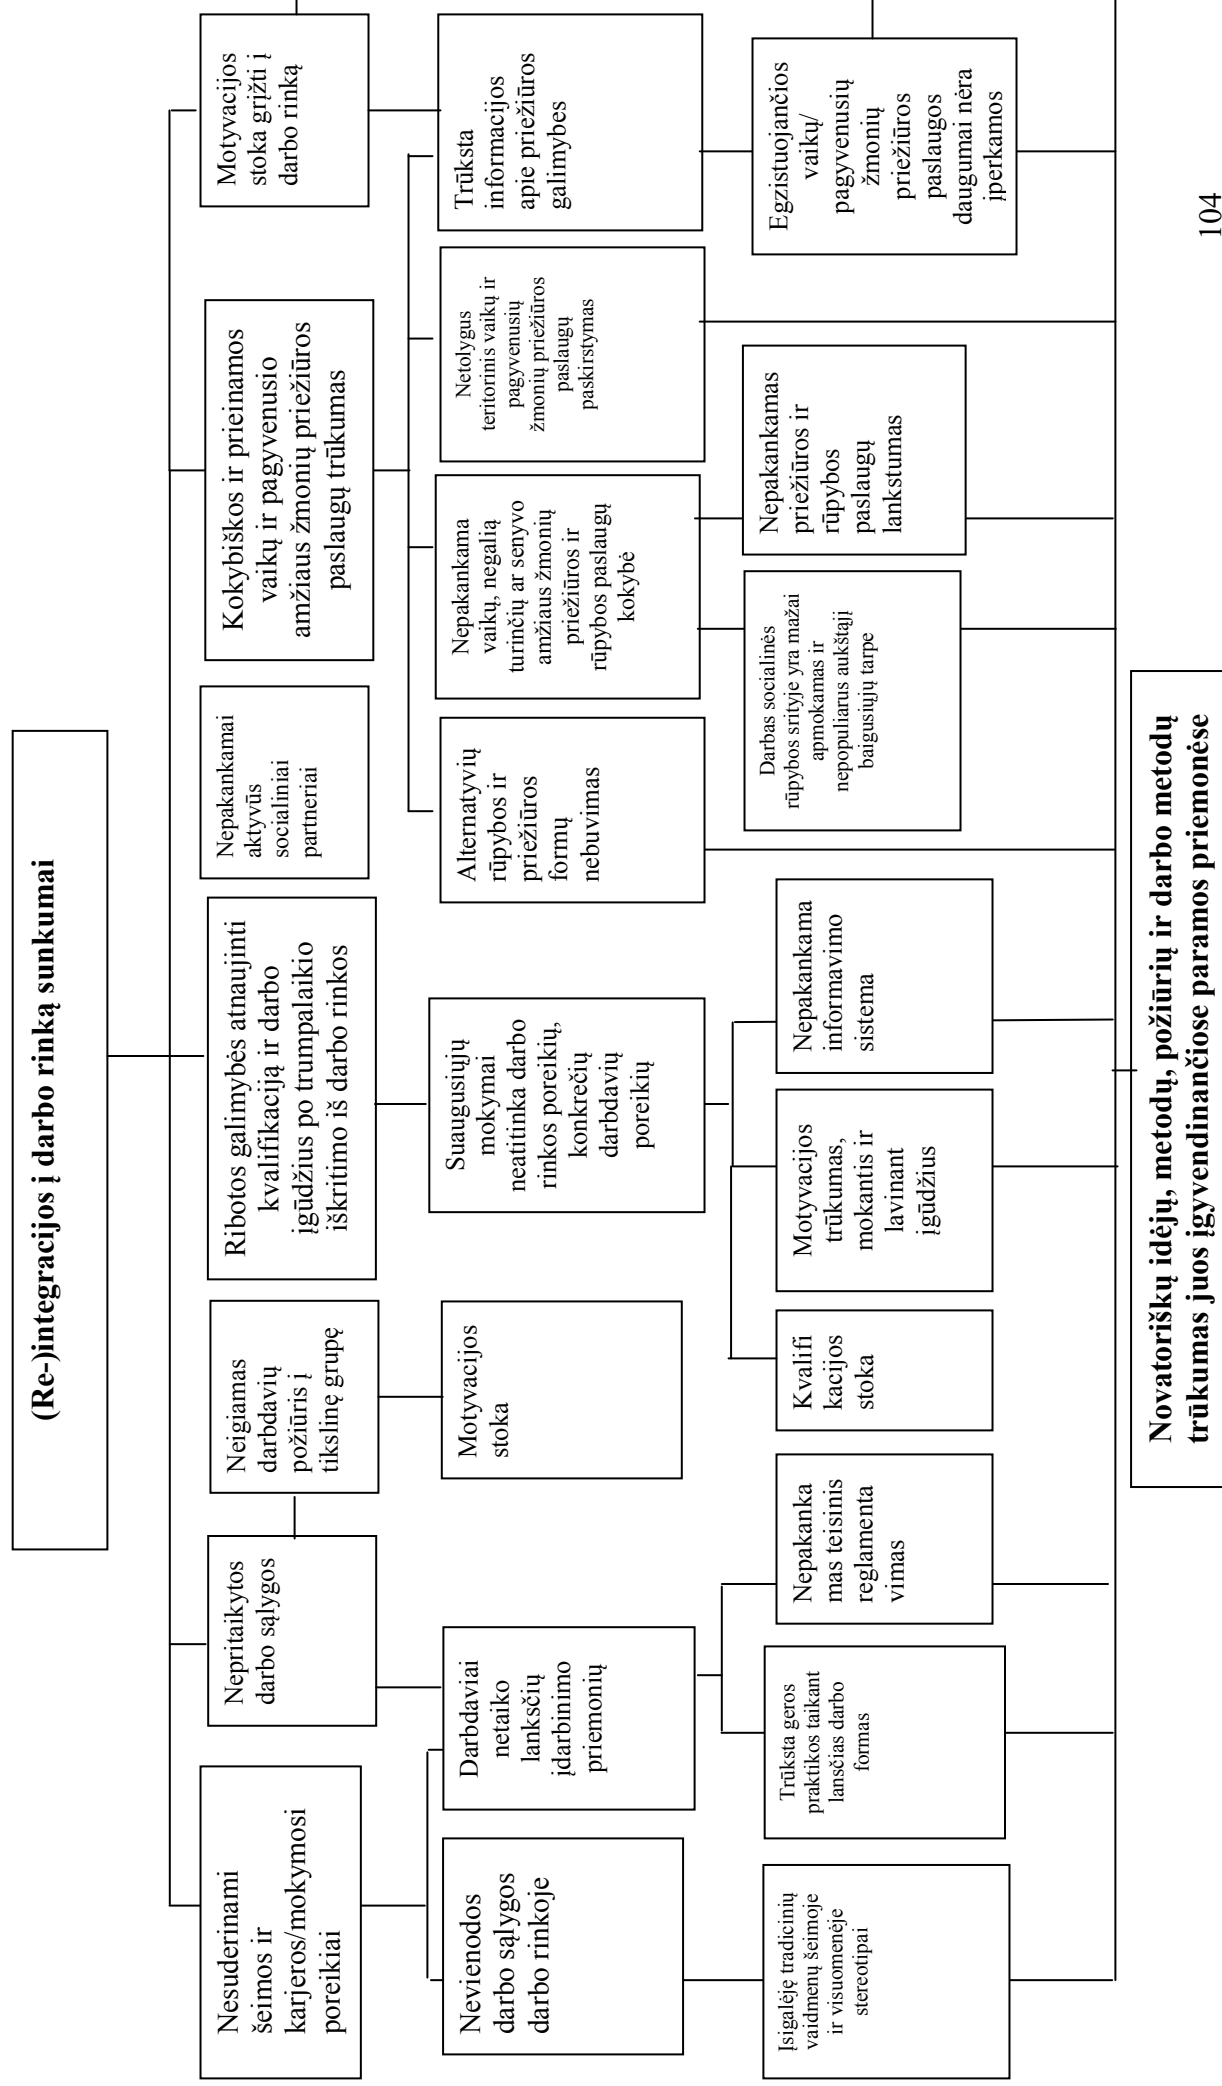 (Re-)integracijos į darbo rinką sunkumai
Nesuderinami
šeimos ir
karjeros/mokymosi
poreikiai
Nepritaikytos
darbo sąlygos
Neigiamas
darbdavių
požiūris į
tikslinę grupę
Ribotos galimybės atnaujinti
kvalifikaciją ir darbo
įgūdžius po trumpalaikio
iškritimo iš darbo rinkos
Nepakankamai
aktyvūs
socialiniai
partneriai
Kokybiškos ir prieinamos
vaikų ir pagyvenusio
amžiaus žmonių priežiūros
paslaugų trūkumas
Motyvacijos
stoka grįžti į
darbo rinką
Nevienodos
darbo sąlygos
darbo rinkoje
Darbdaviai
netaiko
lanksčių
įdarbinimo
priemonių
Motyvacijos
stoka
Suaugusiųjų
mokymai
neatitinka darbo
rinkos poreikių,
konkrečių
darbdavių
poreikių
Alternatyvių
rūpybos ir
priežiūros
formų
nebuvimas
Nepakankama
vaikų, negalią
turinčių ar senyvo
amžiaus žmonių
priežiūros ir
rūpybos paslaugų
kokybė
Netolygus
teritorinis vaikų ir
pagyvenusių
žmonių priežiūros
paslaugų
paskirstymas
Trūksta
informacijos
apie priežiūros
galimybes
Įsigalėję tradicinių
vaidmenų šeimoje
ir visuomenėje
stereotipai
Trūksta geros
praktikos taikant
lansčias darbo
formas
Nepakanka
mas teisinis
reglamenta
vimas
Kvalifi
kacijos
stoka
Motyvacijos
trūkumas,
mokantis ir
lavinant
įgūdžius
Nepakankama
informavimo
sistema
Darbas socialinės
rūpybos srityje yra mažai
apmokamas ir
nepopuliarus aukštąjį
baigusiųjų tarpe
Nepakankamas
priežiūros ir
rūpybos
paslaugų
lankstumas
Egzistuojančios
vaikų/
pagyvenusių
žmonių
priežiūros
paslaugos
daugumai nėra
įperkamos
Novatoriškų idėjų, metodų, požiūrių ir darbo metodų
trūkumas juos įgyvendinančiose paramos priemonėse
104